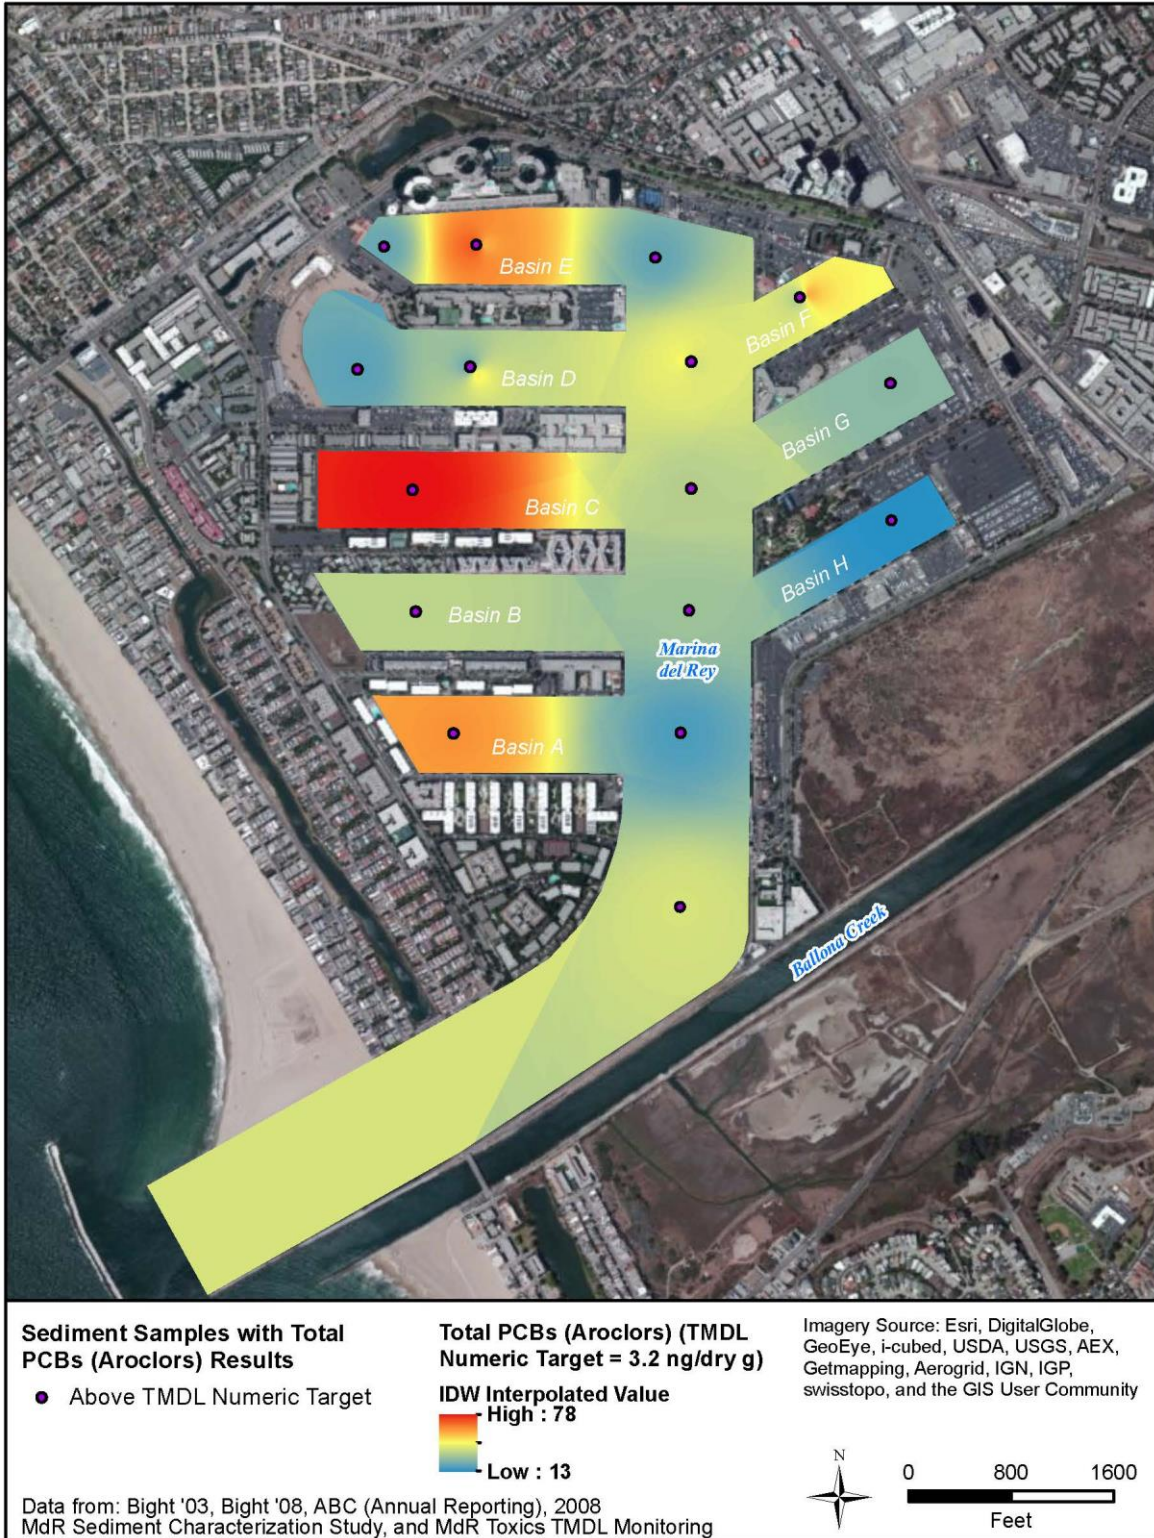 Basin E
Basin F
Basin D
Basin G
Basin C
Basin H
Basin B
Marina
del Rey
Basin A
Ballona Creek
Sediment Samples with Total
PCBs (Aroclors) Results
Above TMDL Numeric Target
Total PCBs (Aroclors) (TMDL
Numeric Target = 3.2 ng/dry g)
IDW Interpolated Value
High : 78
Low : 13
Imagery Source: Esri, DigitalGlobe,
GeoEye, i-cubed, USDA, USGS, AEX,
Getmapping, Aerogrid, IGN, IGP,
swisstopo, and the GIS User Community
N
0 800 1600
Feet
Data from: Bight '03, Bight '08, ABC (Annual Reporting), 2008
MdR Sediment Characterization Study, and MdR Toxics TMDL Monitoring